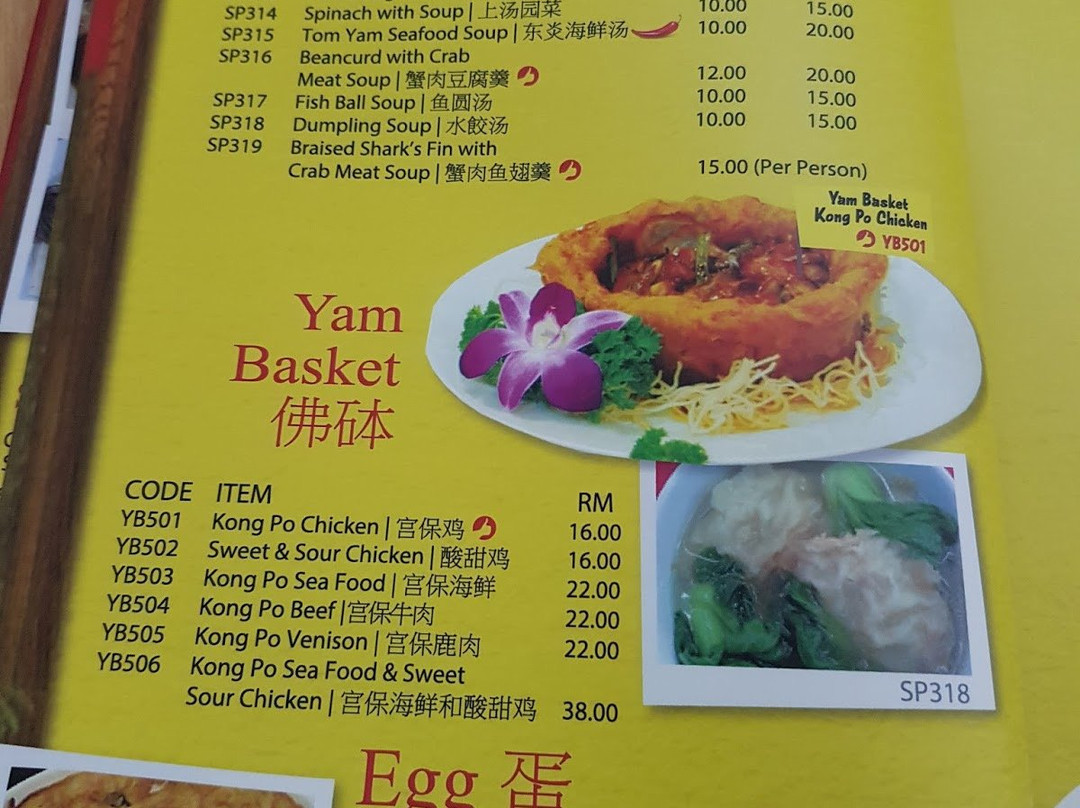 SP314 Spinach with Soup | 上汤园菜 10.00 15.00
SP315 Tom Yam Seafood Soup | 东炎海鲜汤 10.00 20.00
SP316 Beancurd with Crab
Meat Soup | 蟹肉豆腐羹 12.00 20.00
SP317 Fish Ball Soup | 鱼圆汤 10.00 15.00
SP318 Dumpling Soup | 水餃汤 10.00 15.00
SP319 Braised Shark's Fin with
Crab Meat Soup | 蟹肉鱼翅羹 15.00 (Per Person)
Yam Basket
Kong Po Chicken
YB501
Yam
Basket
佛砵
CODE ITEM RM
YB501 Kong Po Chicken | 宫保鸡 16.00
YB502 Sweet & Sour Chicken | 酸甜鸡 16.00
YB503 Kong Po Sea Food | 宫保海鲜 22.00
YB504 Kong Po Beef |宫保牛肉 22.00
YB505 Kong Po Venison | 宫保鹿肉 22.00
YB506 Kong Po Sea Food & Sweet
Sour Chicken | 宫保海鲜和酸甜鸡 38.00
SP318
Egg 蛋